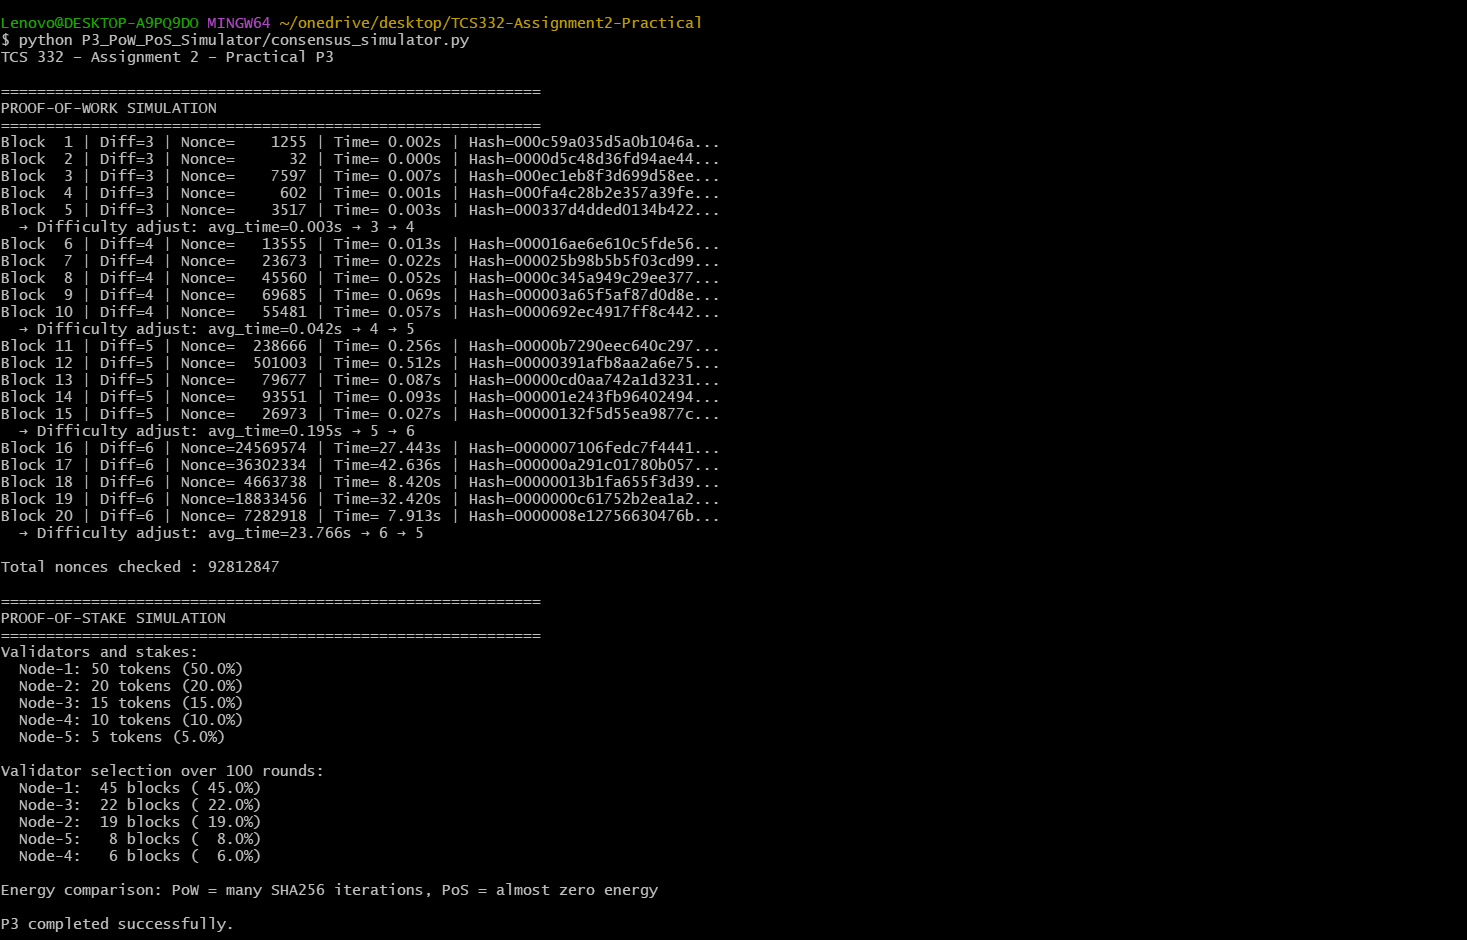 Lenovo@DESKTOP-A9PQ9DO MINGW64 ~/onedrive/desktop/TCS332-Assignment2-Practical
$ python P3_PoW_PoS_Simulator/consensus_simulator.py
TCS 332 – Assignment 2 – Practical P3
============================================================
PROOF-OF-WORK SIMULATION
============================================================
Block  1 | Diff=3 | Nonce=    1255 | Time= 0.002s | Hash=000c59a035d5a0b1046a...
Block  2 | Diff=3 | Nonce=      32 | Time= 0.000s | Hash=0000d5c48d36fd94ae44...
Block  3 | Diff=3 | Nonce=    7597 | Time= 0.007s | Hash=000ec1eb8f3d699d58ee...
Block  4 | Diff=3 | Nonce=     602 | Time= 0.001s | Hash=000fa4c28b2e357a39fe...
Block  5 | Diff=3 | Nonce=    3517 | Time= 0.003s | Hash=000337d4dded0134b422...
  → Difficulty adjust: avg_time=0.003s → 3 → 4
Block  6 | Diff=4 | Nonce=   13555 | Time= 0.013s | Hash=000016ae6e610c5fde56...
Block  7 | Diff=4 | Nonce=   23673 | Time= 0.022s | Hash=000025b98b5b5f03cd99...
Block  8 | Diff=4 | Nonce=   45560 | Time= 0.052s | Hash=0000c345a949c29ee377...
Block  9 | Diff=4 | Nonce=   69685 | Time= 0.069s | Hash=000003a65f5af87d0d8e...
Block 10 | Diff=4 | Nonce=   55481 | Time= 0.057s | Hash=0000692ec4917ff8c442...
  → Difficulty adjust: avg_time=0.042s → 4 → 5
Block 11 | Diff=5 | Nonce=  238666 | Time= 0.256s | Hash=00000b7290eec640c297...
Block 12 | Diff=5 | Nonce=  501003 | Time= 0.512s | Hash=00000391afb8aa2a6e75...
Block 13 | Diff=5 | Nonce=   79677 | Time= 0.087s | Hash=00000cd0aa742a1d3231...
Block 14 | Diff=5 | Nonce=   93551 | Time= 0.093s | Hash=000001e243fb96402494...
Block 15 | Diff=5 | Nonce=   26973 | Time= 0.027s | Hash=00000132f5d55ea9877c...
  → Difficulty adjust: avg_time=0.195s → 5 → 6
Block 16 | Diff=6 | Nonce=24569574 | Time=27.443s | Hash=0000007106fedc7f4441...
Block 17 | Diff=6 | Nonce=36302334 | Time=42.636s | Hash=000000a291c01780b057...
Block 18 | Diff=6 | Nonce= 4663738 | Time= 8.420s | Hash=00000013b1fa655f3d39...
Block 19 | Diff=6 | Nonce=18833456 | Time=32.420s | Hash=0000000c61752b2ea1a2...
Block 20 | Diff=6 | Nonce= 7282918 | Time= 7.913s | Hash=0000008e12756630476b...
  → Difficulty adjust: avg_time=23.766s → 6 → 5
Total nonces checked : 92812847
============================================================
PROOF-OF-STAKE SIMULATION
============================================================
Validators and stakes:
  Node-1: 50 tokens (50.0%)
  Node-2: 20 tokens (20.0%)
  Node-3: 15 tokens (15.0%)
  Node-4: 10 tokens (10.0%)
  Node-5: 5 tokens (5.0%)
Validator selection over 100 rounds:
  Node-1:  45 blocks ( 45.0%)
  Node-3:  22 blocks ( 22.0%)
  Node-2:  19 blocks ( 19.0%)
  Node-5:   8 blocks (  8.0%)
  Node-4:   6 blocks (  6.0%)
Energy comparison: PoW = many SHA256 iterations, PoS = almost zero energy
P3 completed successfully.